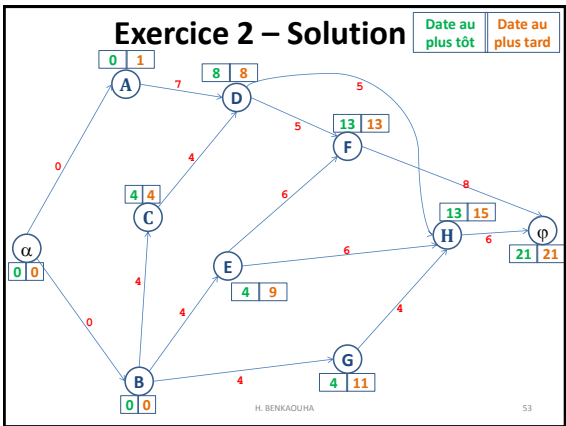 Exercice 2 – Solution
Date au plus tôt
Date au plus tard
0 1
A
7
8 8
D
5
5
13 13
F
0
4
6
8
4 4
C
13 15
H
6
φ
21 21
α
0 0
E
6
4 9
4
4
0
4
G
4 11
B
4
0 0
H. BENKAOUHA
53